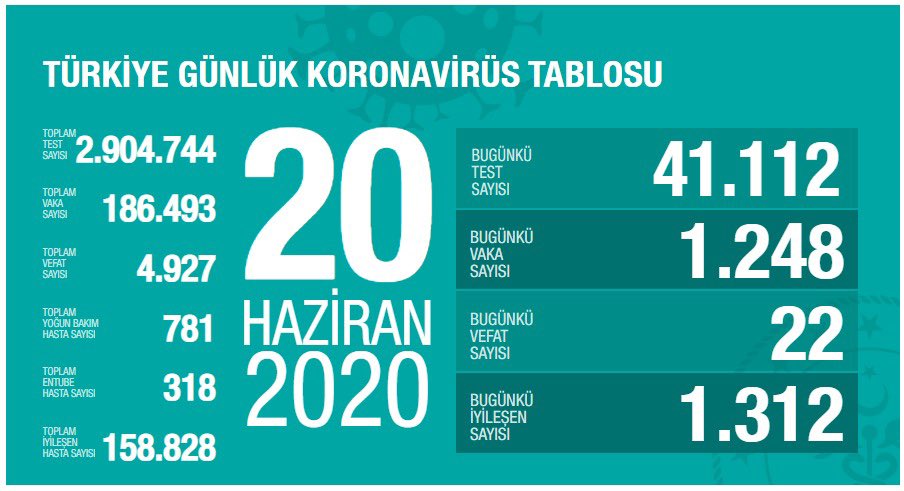 TÜRKİYE GÜNLÜK KORONAVİRÜS TABLOSU
TOPLAM
TEST
SAYISI
2.904.744
TOPLAM
VAKA
SAYISI
186.493
TOPLAM
VEFAT
SAYISI
4.927
TOPLAM
YOĞUN BAKIM
HASTA SAYISI
781
TOPLAM
ENTUBE
HASTA SAYISI
318
TOPLAM
İYİLEŞEN
HASTA SAYISI
158.828
20
HAZİRAN
2020
BUGÜNKÜ
TEST
SAYISI
41.112
BUGÜNKÜ
VAKA
SAYISI
1.248
BUGÜNKÜ
VEFAT
SAYISI
22
BUGÜNKÜ
İYİLEŞEN
SAYISI
1.312